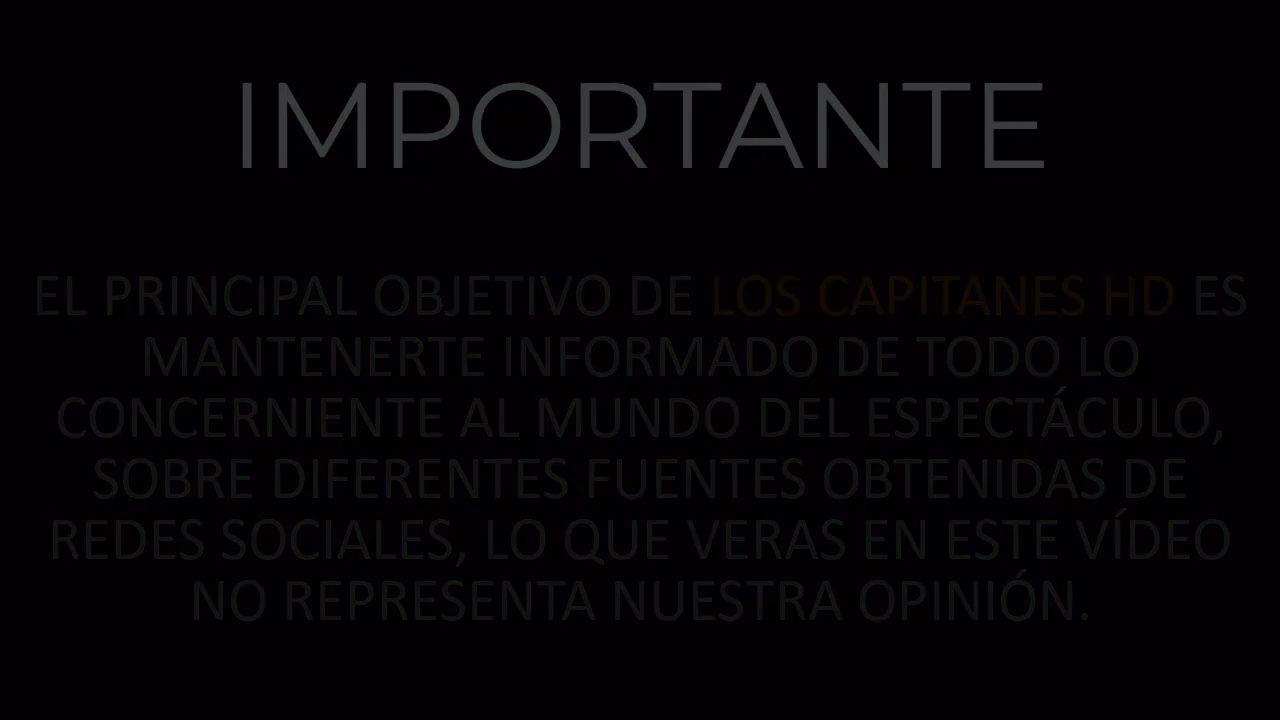 IMPORTANTE
EL PRINCIPAL OBJETIVO DE LOS CAPITANES HD ES
MANTENERTE INFORMADO DE TODO LO
CONCERNIENTE AL MUNDO DEL ESPECTÁCULO,
SOBRE DIFERENTES FUENTES OBTENIDAS DE
REDES SOCIALES, LO QUE VERAS EN ESTE VÍDEO
NO REPRESENTA NUESTRA OPINIÓN.